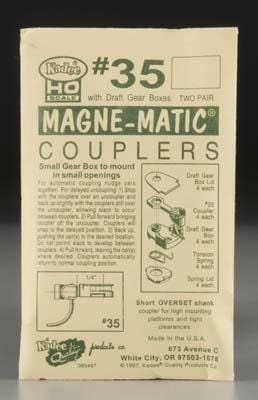 Kadee
HO
SCALE
#35
with Draft Gear Boxes TWO PAIR
MAGNE-MATIC®
COUPLERS
Small Gear Box to mount
in small openings
For automatic coupling nudge cars
together. For delayed uncoupling: 1) Stop
with the couplers over an uncoupler and
back up slightly with the couplers still over
the uncoupler, allowing slack to occur
between couplers. 2) Pull forward bringing
coupler off the uncoupler. Couplers will
snap to the delayed position. 3) Back up,
pushing the car(s) to the desired location.
Do not permit slack to develop between
couplers. 4) Pull forward, leaving the car(s)
where desired. Couplers automatically
return to normal coupling position.
Draft Gear
Box Lid
4 each
#35
Coupler
4 each
Draft Gear
Box
4 each
Torsion
Spring
4 each
Spring Lid
4 each
1/4"
#35
Short OVERSET shank
coupler for high mounting
platforms and tight
clearances.
Made in the U.S.A.
Kadee
Quality
products co.
673 Avenue C
White City, OR 97503-1078
©1997, Kadee® Quality Products Co.